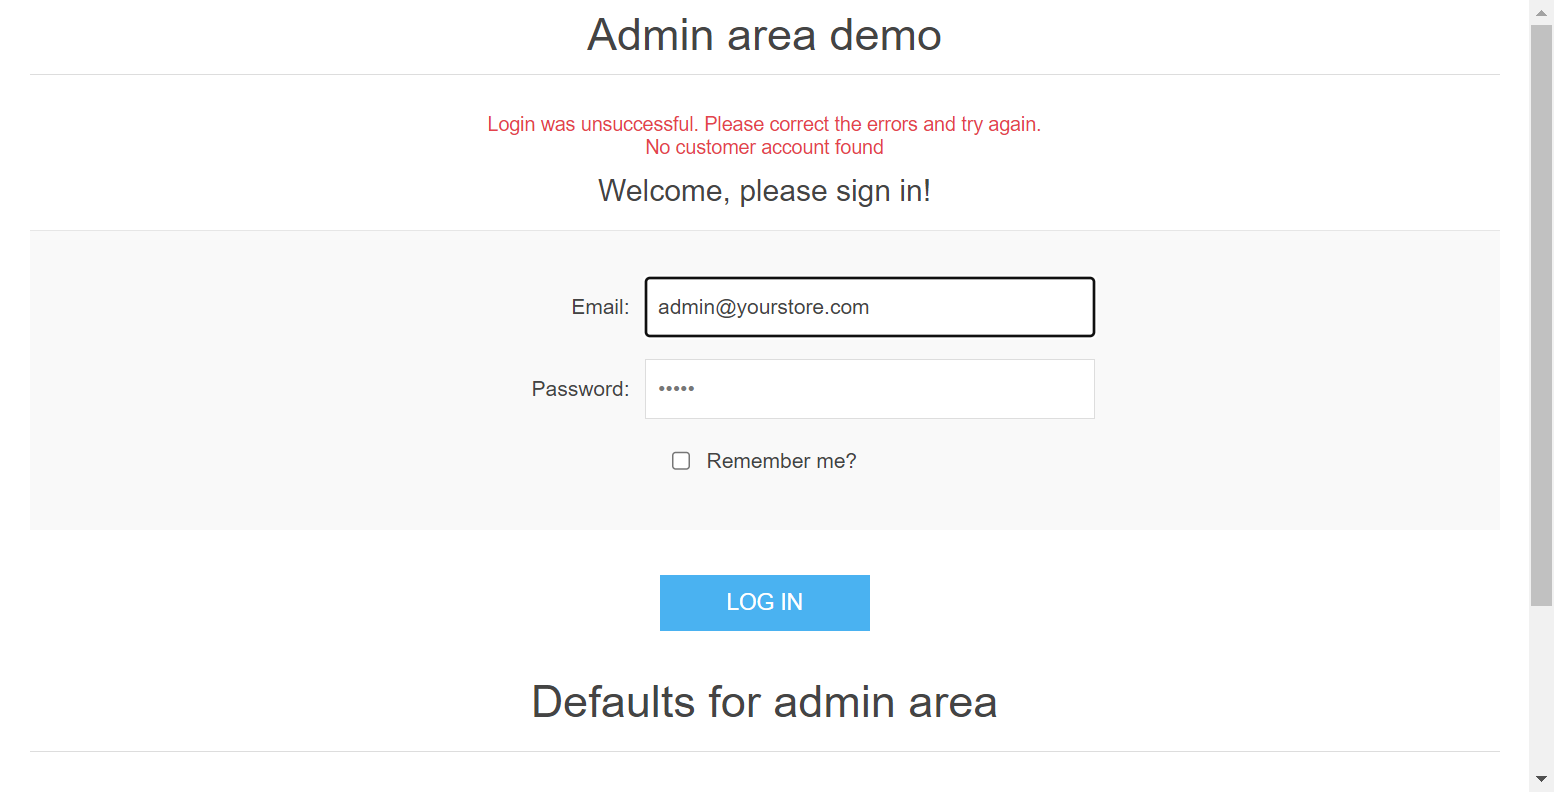 Admin area demo
Login was unsuccessful. Please correct the errors and try again.
No customer account found
Welcome, please sign in!
Email: admin@yourstore.com
Password: •••••
Remember me?
LOG IN
Defaults for admin area